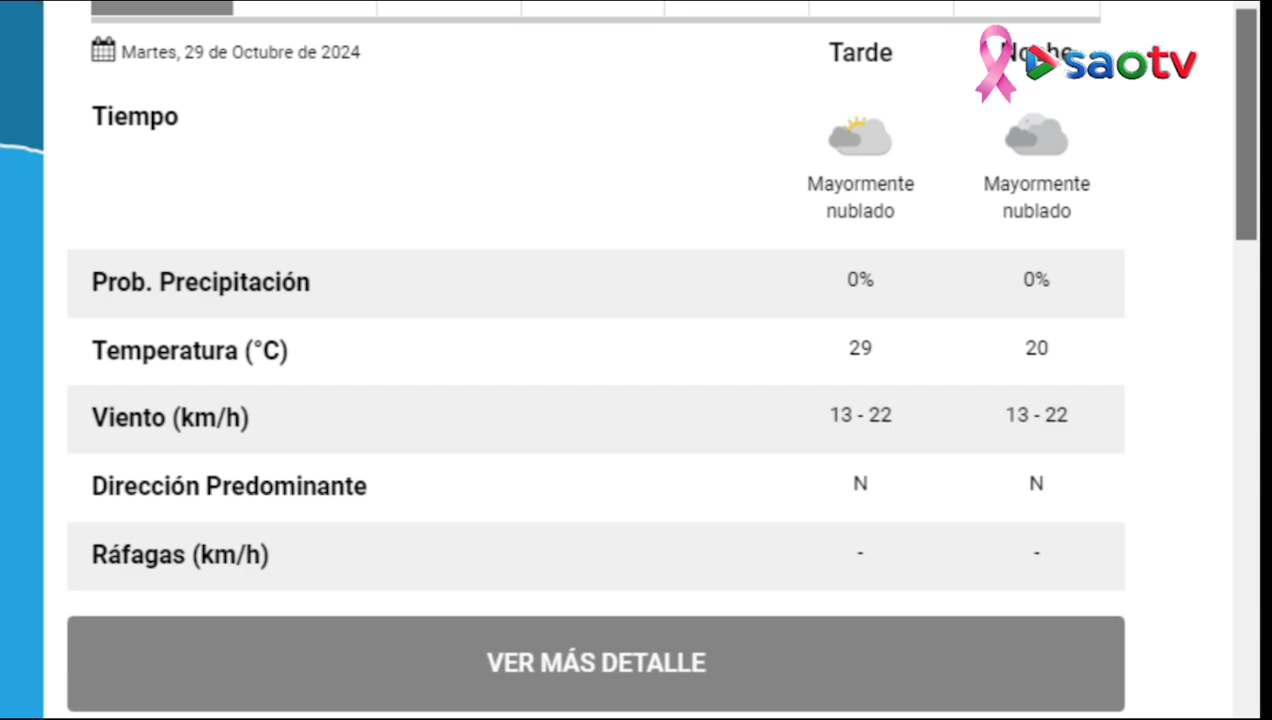 Martes, 29 de Octubre de 2024
Tarde
Noche
saotv
Tiempo
Mayormente
nublado
Mayormente
nublado
Prob. Precipitación
0%
0%
Temperatura (°C)
29
20
Viento (km/h)
13 - 22
13 - 22
Dirección Predominante
N
N
Ráfagas (km/h)
-
-
VER MÁS DETALLE